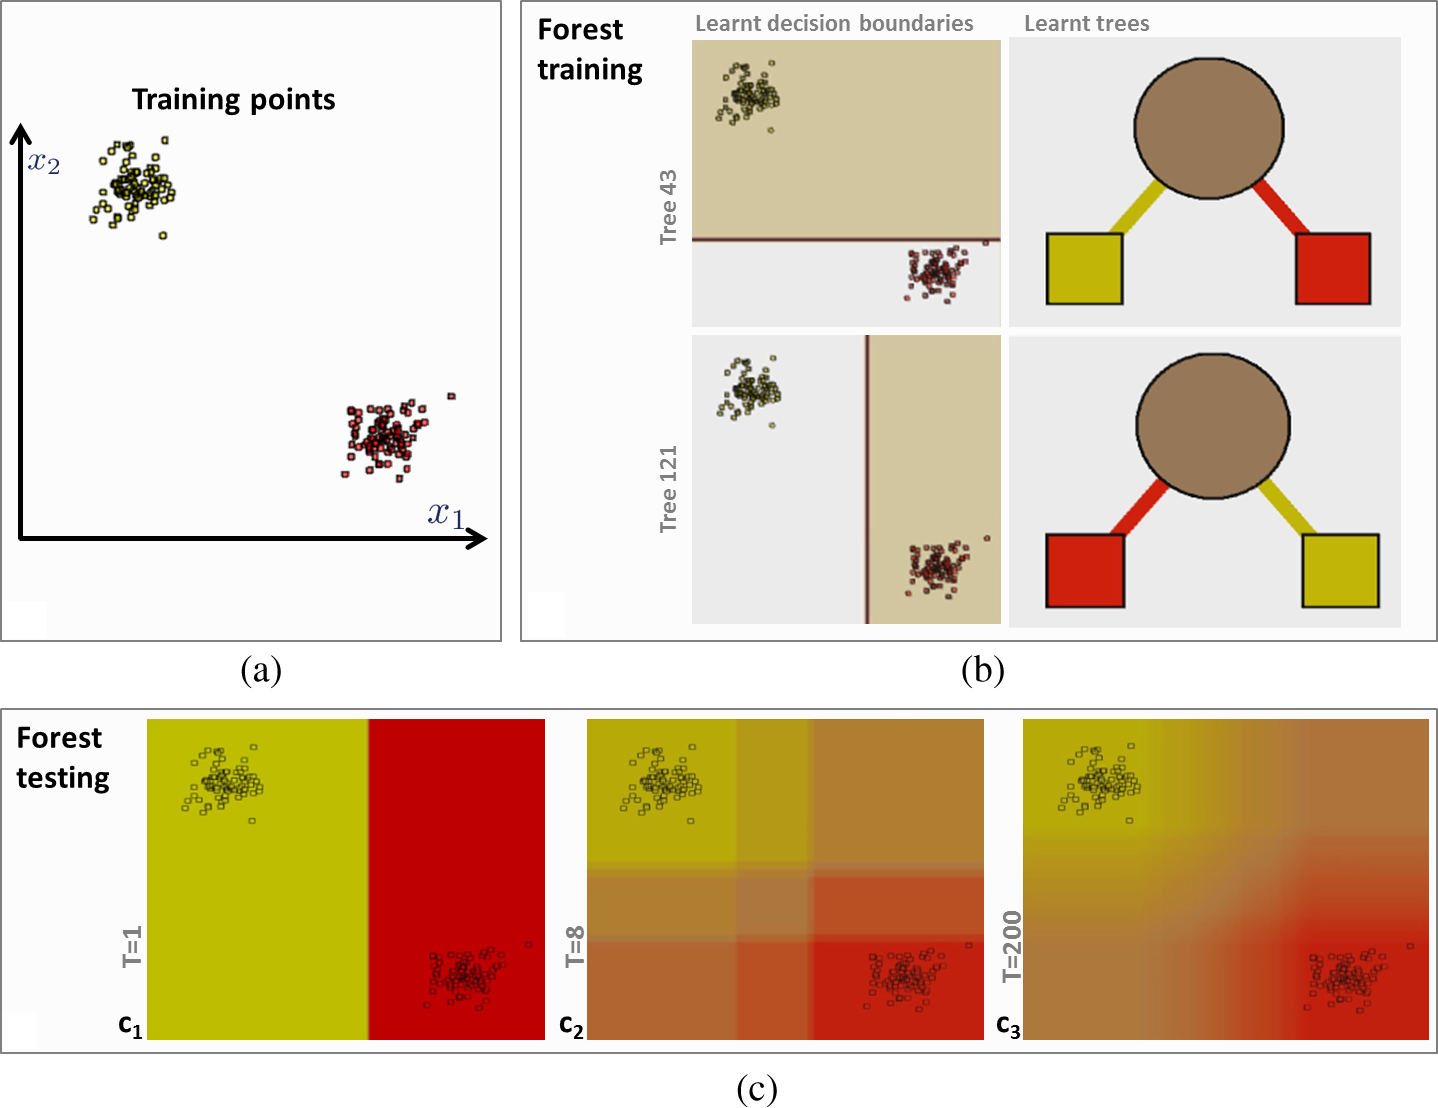 Training points
x₂
x₁
(a)
Forest
training
Learnt decision boundaries
Learnt trees
Tree 43
Tree 121
(b)
Forest
testing
T=1
c₁
T=8
c₂
T=200
c₃
(c)